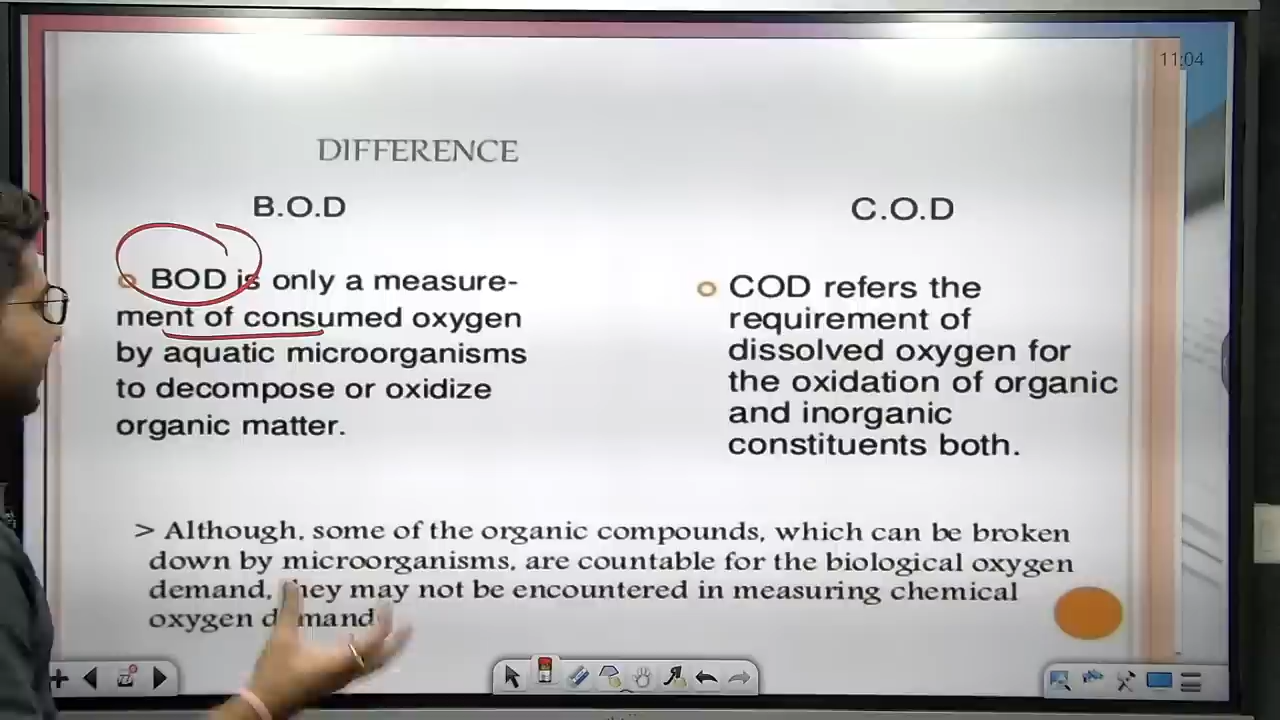 11:04
DIFFERENCE
B.O.D
BOD is only a measure-
ment of consumed oxygen
by aquatic microorganisms
to decompose or oxidize
organic matter.
C.O.D
COD refers the
requirement of
dissolved oxygen for
the oxidation of organic
and inorganic
constituents both.
> Although, some of the organic compounds, which can be broken
down by microorganisms, are countable for the biological oxygen
demand, they may not be encountered in measuring chemical
oxygen demand